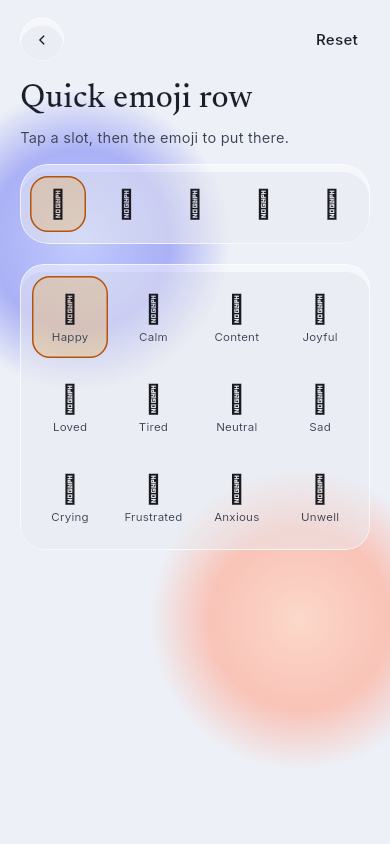 Reset
Quick emoji row
Tap a slot, then the emoji to put there.
Happy Calm Content Joyful
Loved Tired Neutral Sad
Crying Frustrated Anxious Unwell